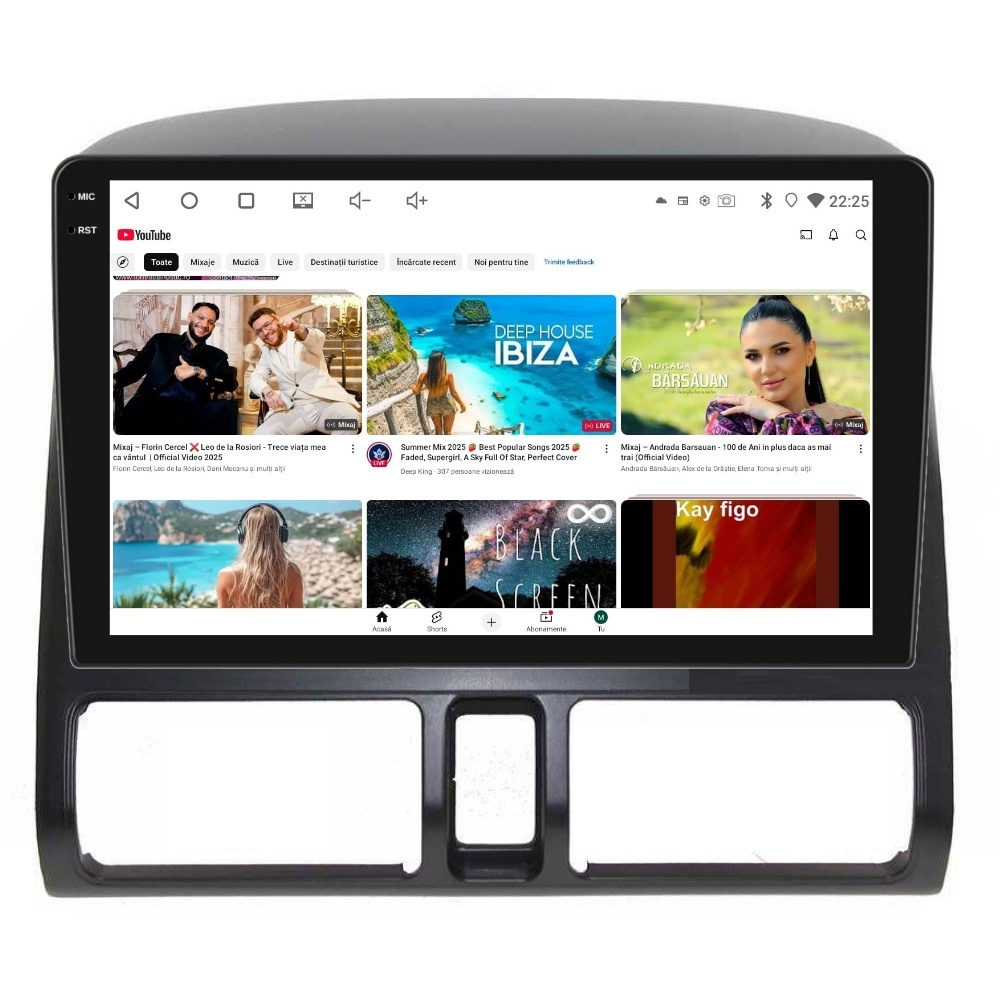 MIC
RST
22:25
YouTube
Toate
Mixaje
Muzică
Live
Destinații turistice
Încărcate recent
Noi pentru tine
Trimite feedback
DEEP HOUSE
IBIZA
ANDRADA
BÂRSĂUAN
Mixaj
LIVE
Mixaj
Mixaj – Florin Cercel ❌ Leo de la Rosiori - Trece viața mea
ca vântul | Official Video 2025
Florin Cercel, Leo de la Rosiori, Dani Mocanu și mulți alții
LIVE
Summer Mix 2025 🍓 Best Popular Songs 2025 🍓
Faded, Supergirl, A Sky Full Of Star, Perfect Cover
Deep King · 307 persoane vizionează
Mixaj – Andrada Barsauan - 100 de Ani in plus daca as mai
trai (Official Video)
Andrada Bârsăuan, Alex de la Orăștie, Elena Toma și mulți alții
BLACK
SCREEN
Kay figo
Acasă
Shorts
Abonamente
M
Tu